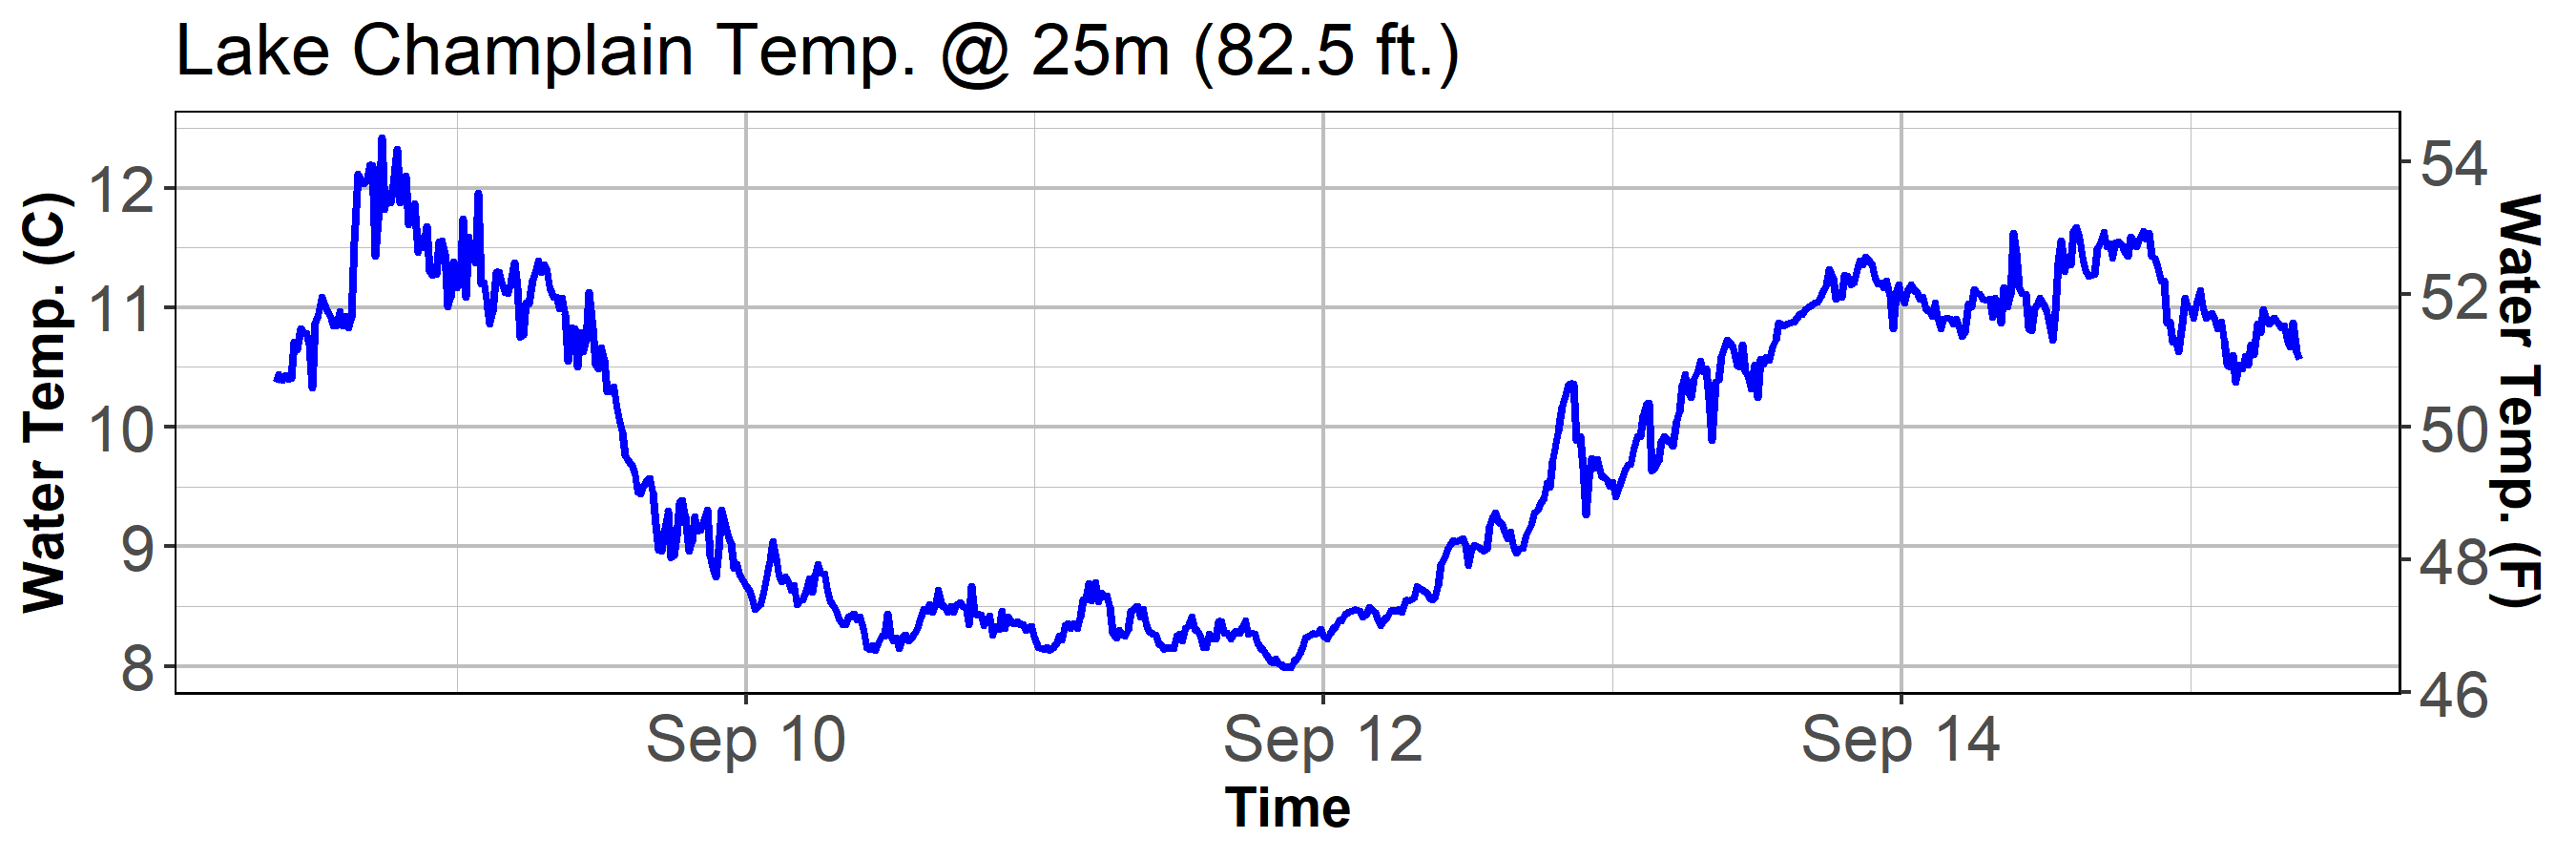 Lake Champlain Temp. @ 25m (82.5 ft.)
Water Temp. (C)
12
11
10
9
8
54
52
50
48
46
Water Temp. (F)
Sep 10
Sep 12
Sep 14
Time